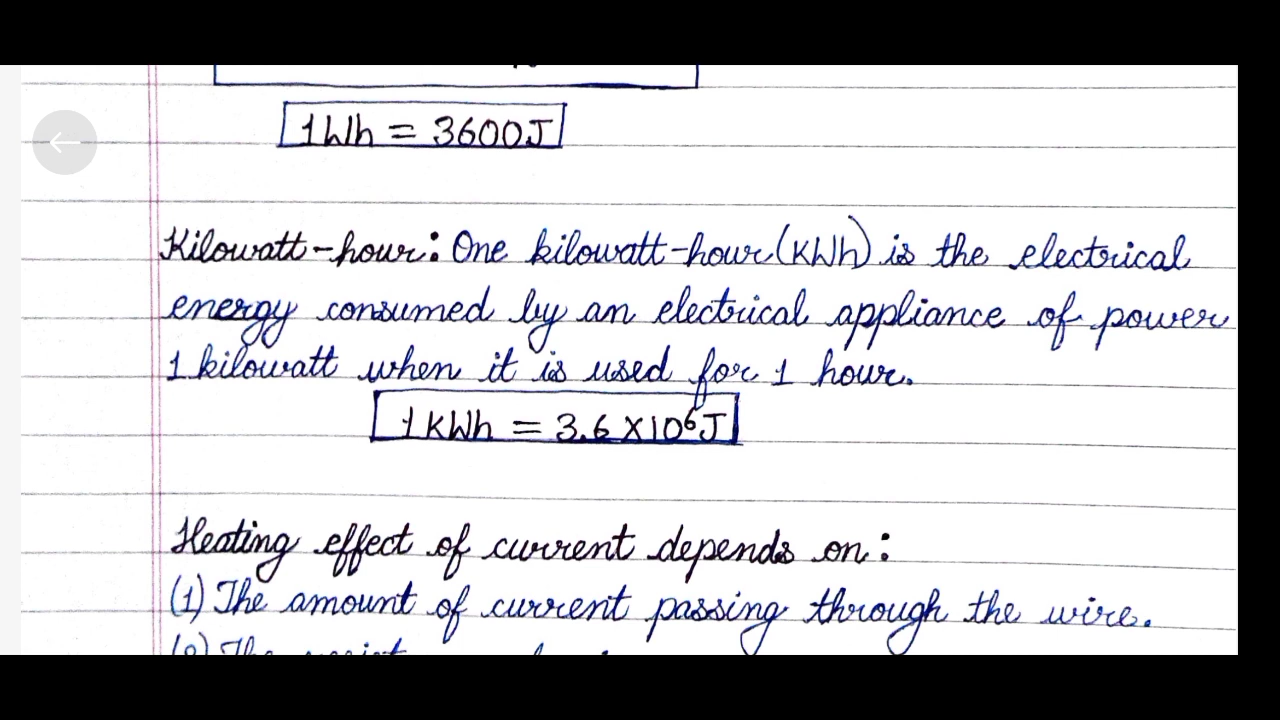 1Wh = 3600J
Kilowatt-hour: One kilowatt-hour(KWh) is the electrical
energy consumed by an electrical appliance of power
1 kilowatt when it is used for 1 hour.
1KWh = 3.6 X10⁶J
Heating effect of current depends on:
(1) The amount of current passing through the wire.